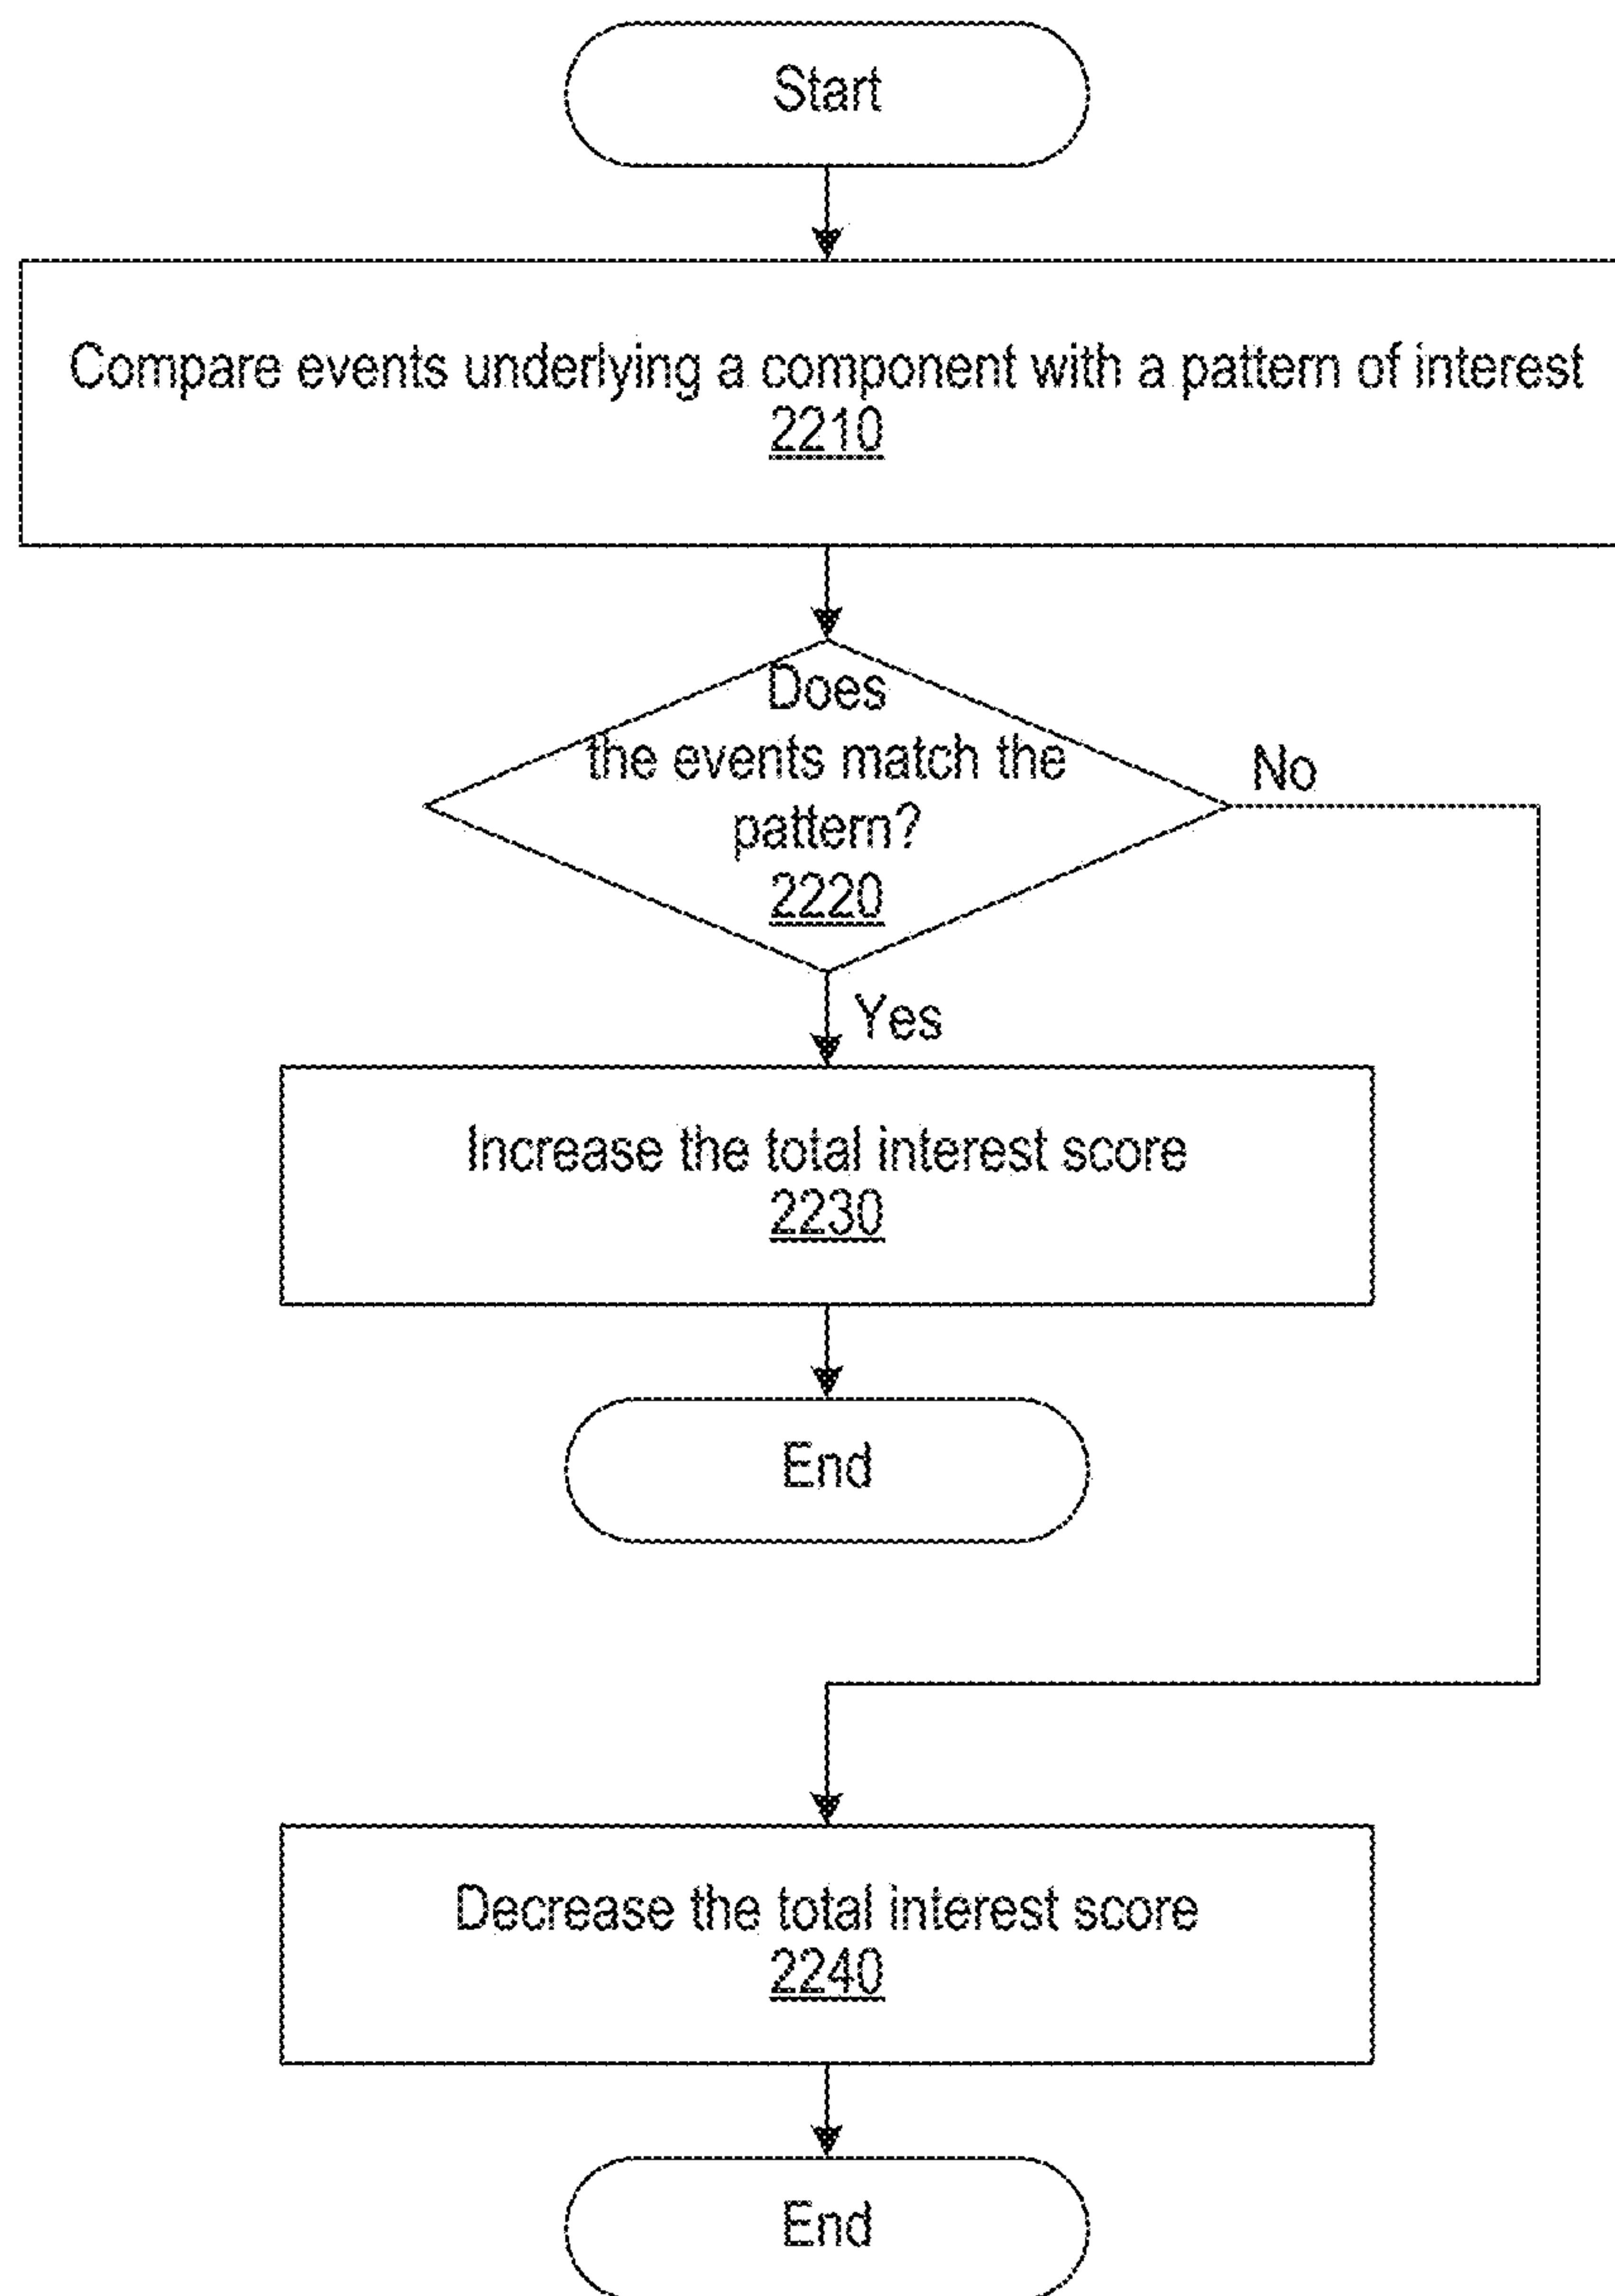 Start
Compare events underlying a component with a pattern of interest
2210
Does
the events match the
pattern?
2220
No
Yes
Increase the total interest score
2230
End
Decrease the total interest score
2240
End